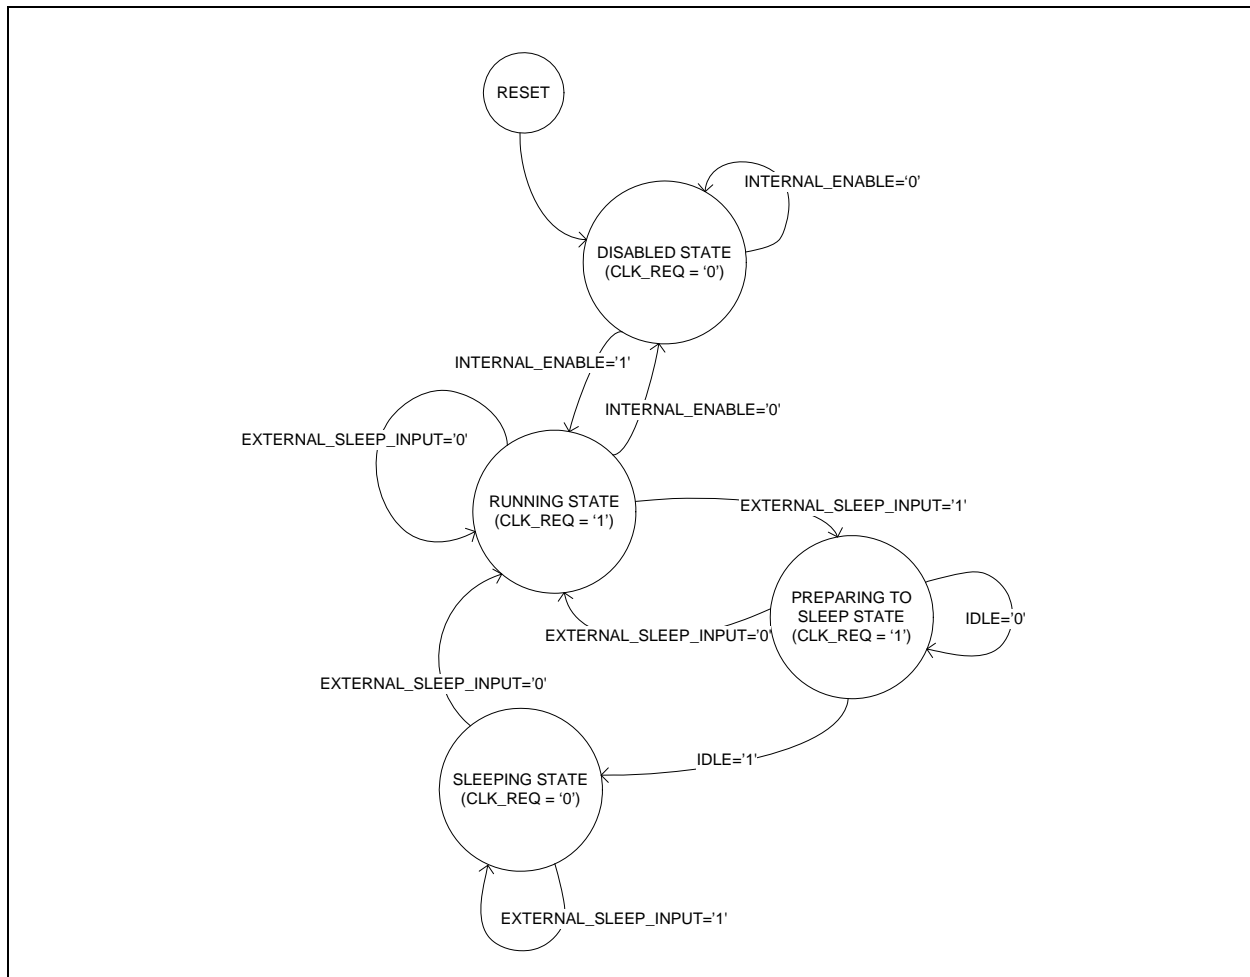 RESET
INTERNAL_ENABLE=‘0’
DISABLED STATE
(CLK_REQ = ‘0’)
INTERNAL_ENABLE='1'
INTERNAL_ENABLE='0'
EXTERNAL_SLEEP_INPUT='0'
RUNNING STATE
(CLK_REQ = ‘1’)
EXTERNAL_SLEEP_INPUT='1'
PREPARING TO
SLEEP STATE
(CLK_REQ = ‘1’)
IDLE='0'
EXTERNAL_SLEEP_INPUT='0'
EXTERNAL_SLEEP_INPUT='0'
IDLE='1'
SLEEPING STATE
(CLK_REQ = ‘0’)
EXTERNAL_SLEEP_INPUT='1'